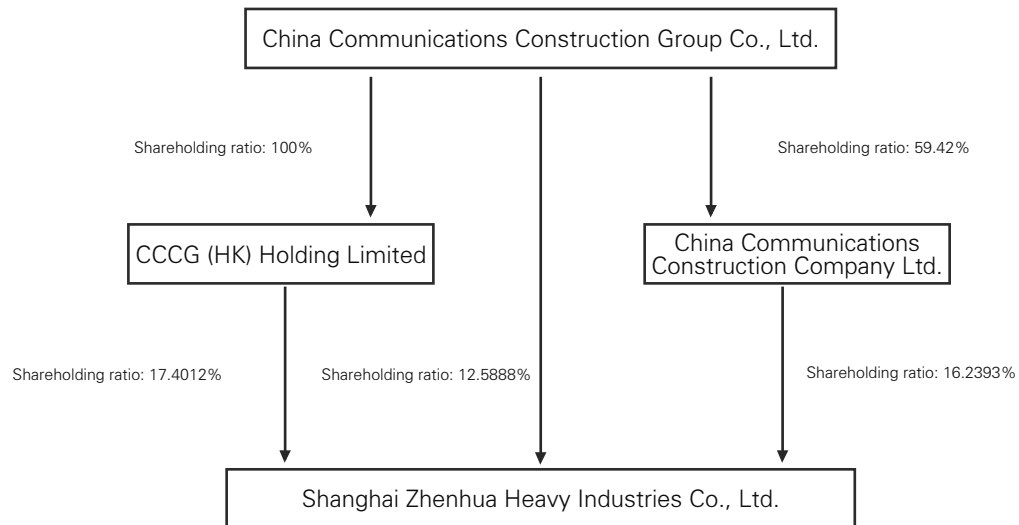 China Communications Construction Group Co., Ltd.
Shareholding ratio: 100%
Shareholding ratio: 59.42%
CCCG (HK) Holding Limited
China Communications
Construction Company Ltd.
Shareholding ratio: 17.4012%
Shareholding ratio: 12.5888%
Shareholding ratio: 16.2393%
Shanghai Zhenhua Heavy Industries Co., Ltd.